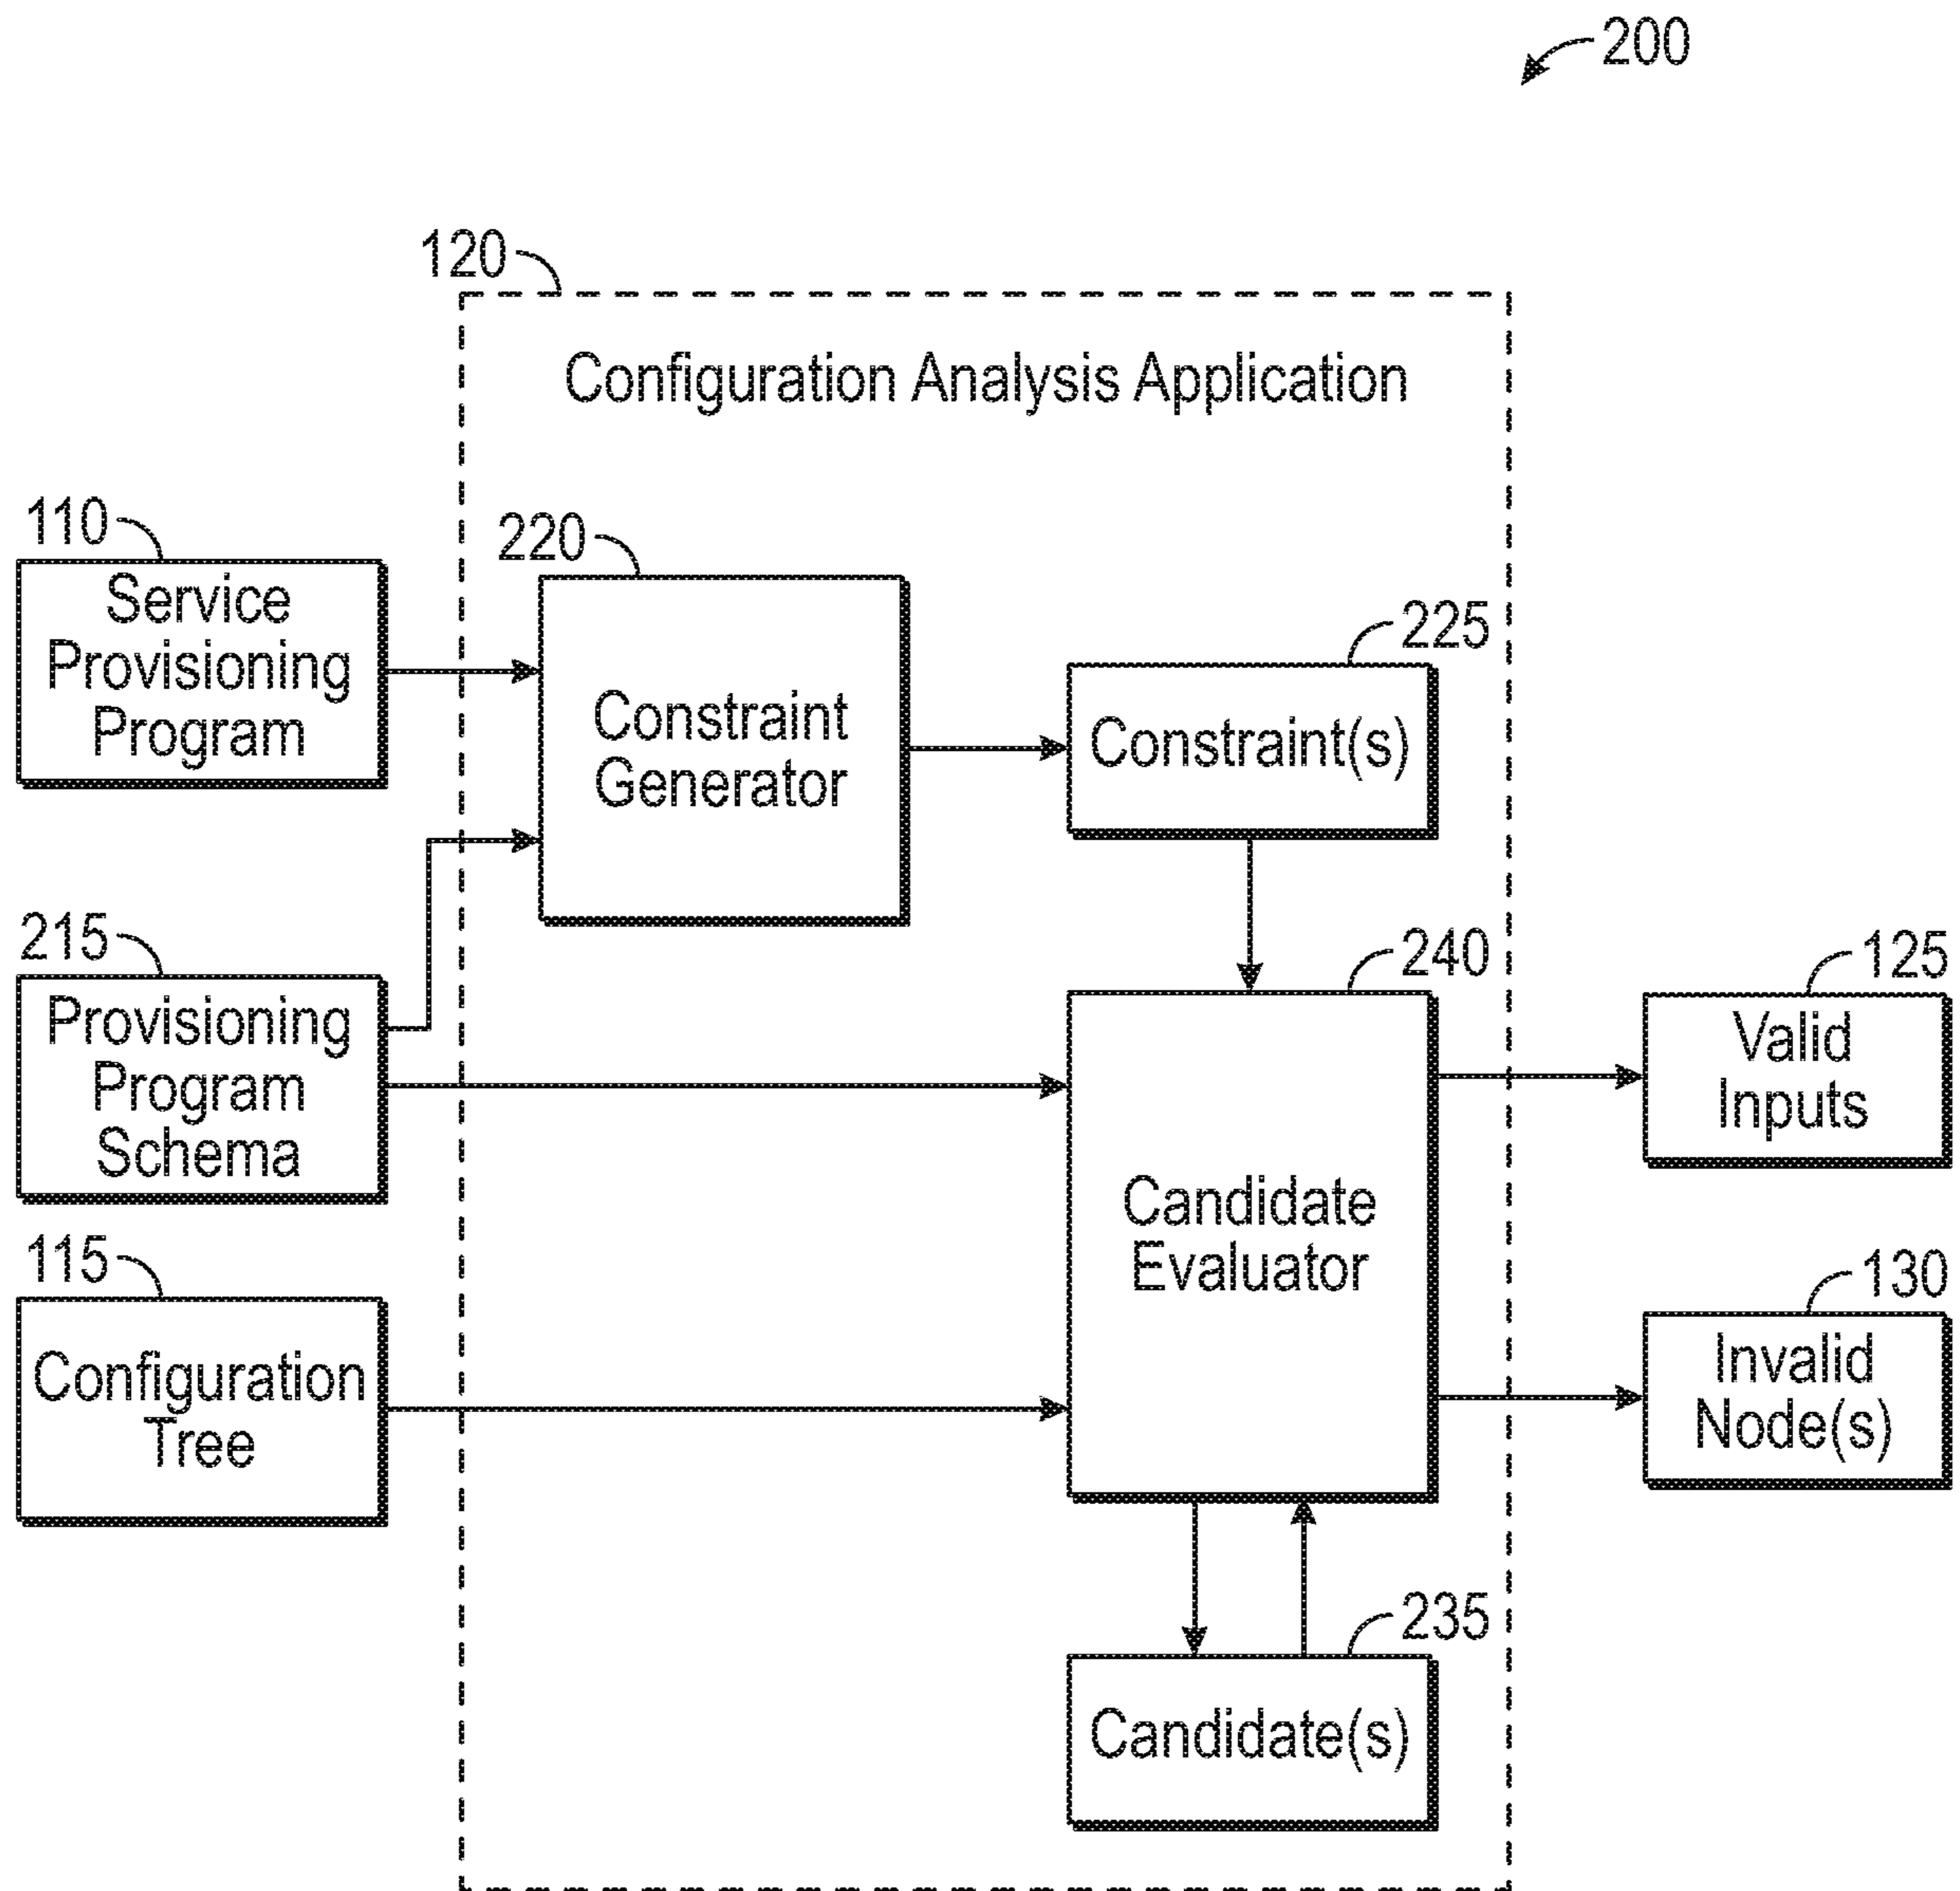 200
120
Configuration Analysis Application
110
Service
Provisioning
Program
220
Constraint
Generator
225
Constraint(s)
215
Provisioning
Program
Schema
240
Candidate
Evaluator
125
Valid
Inputs
115
Configuration
Tree
130
Invalid
Node(s)
235
Candidate(s)